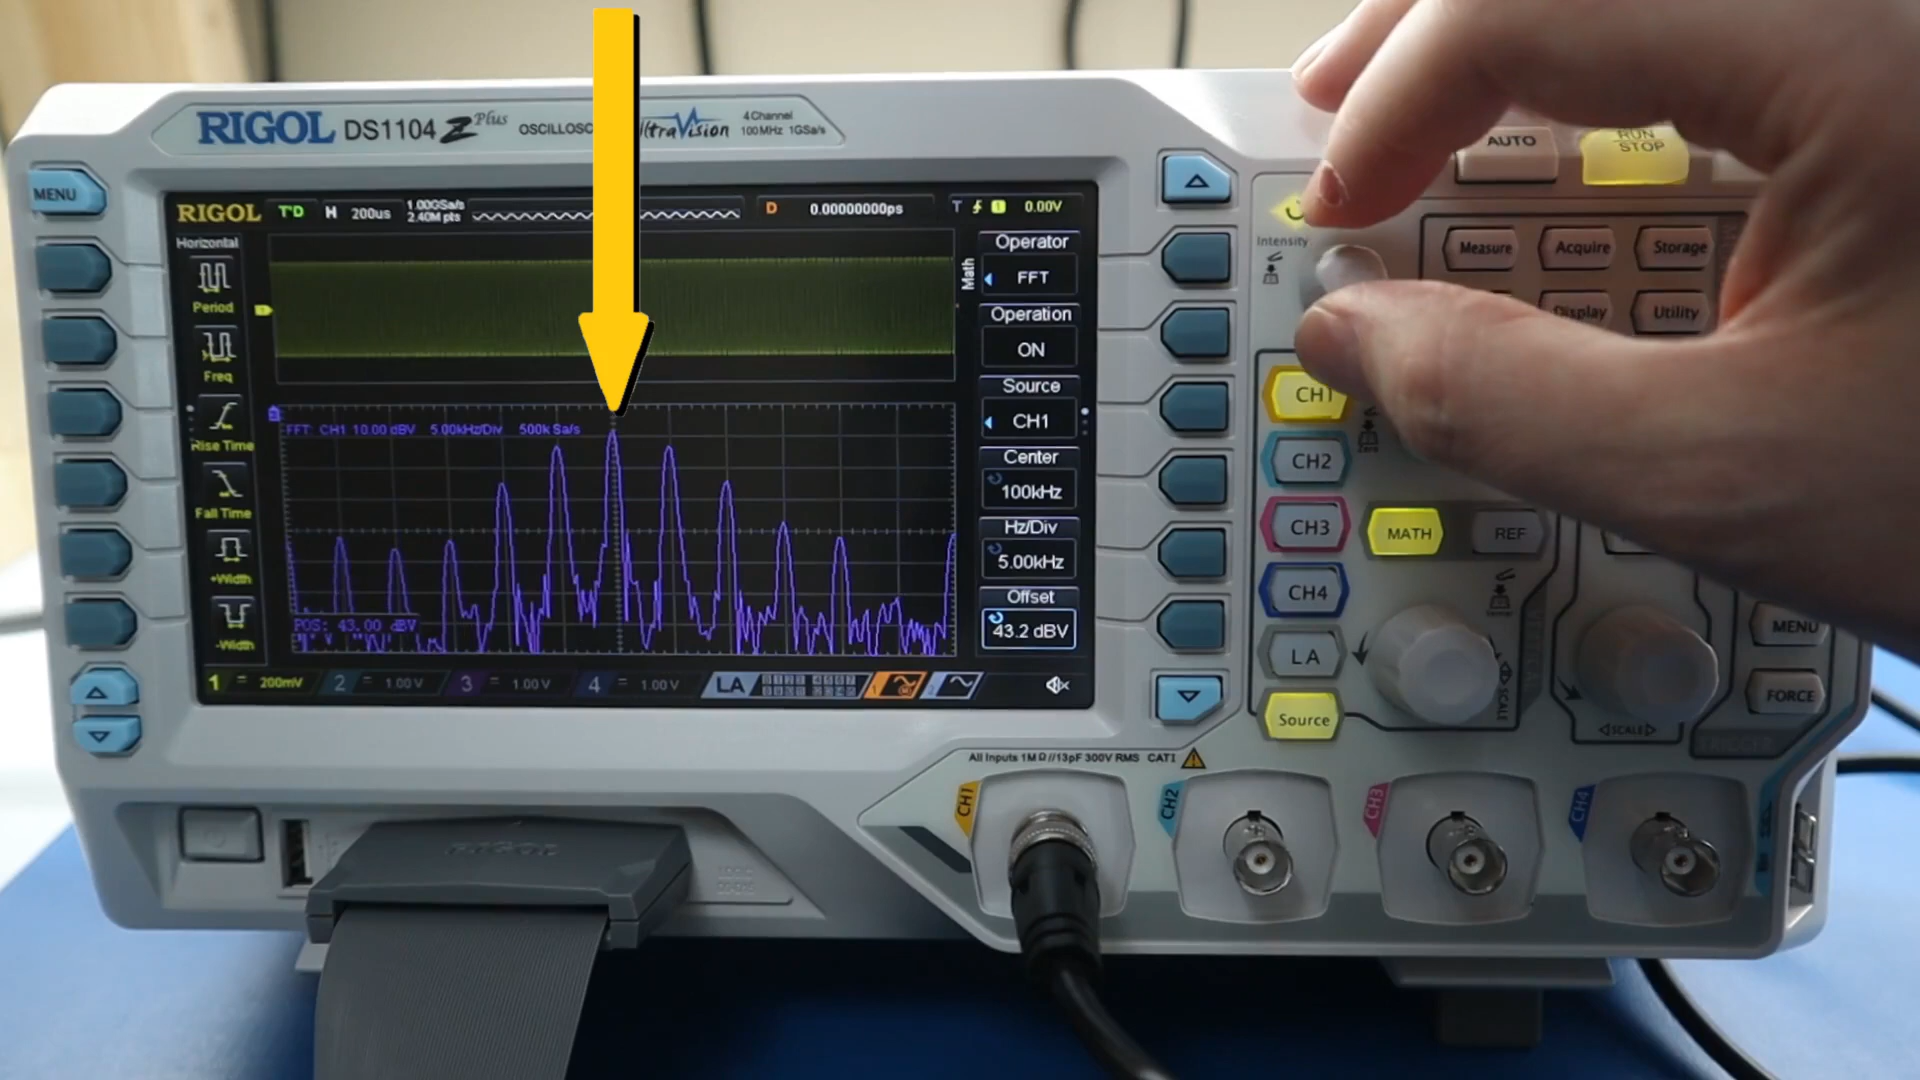 RIGOL DS1104 Z Plus OSCILLOSC UltraVision 4 Channel
100MHz 1GSa/s
MENU
RIGOL T'D H 200us 1.00GSa/s
2.40M pts
D 0.00000000ps T 1 0.00V
Horizontal
Period
Freq
Rise Time
Fall Time
+Width
-Width
FFT: CH1 10.00 dBV 5.00kHz/Div 500k Sa/s
POS: 43.00 dBV
Math
Operator
FFT
Operation
ON
Source
CH1
Center
100kHz
Hz/Div
5.00kHz
Offset
43.2 dBV
1 = 200mV 2 = 1.00 V 3 = 1.00 V 4 = 1.00 V LA
AUTO
RUN
STOP
Intensity
Measure Acquire Storage
Display Utility
CH1
CH2
CH3
CH4
LA
Source
MATH REF
SCALE
SCALE
MENU
FORCE
All Inputs 1MΩ//13pF 300V RMS CAT I
CH1 CH2 CH3 CH4
RIGOL